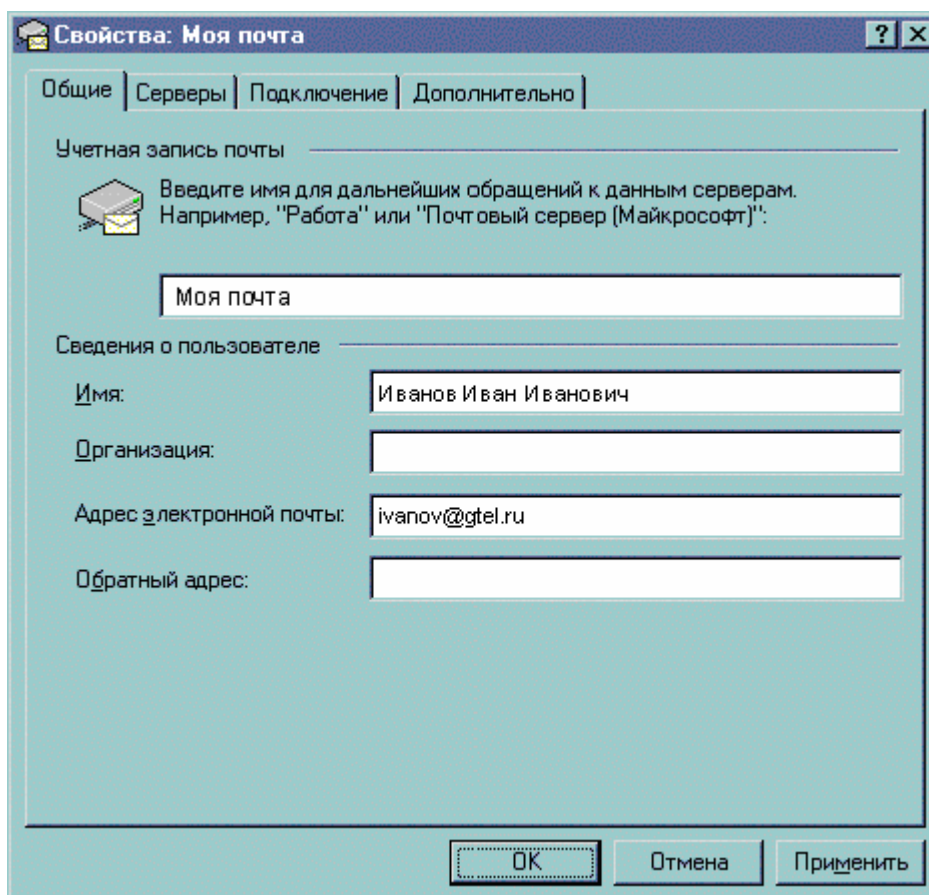 Свойства: Моя почта
Общие Серверы Подключение Дополнительно
Учетная запись почты
Введите имя для дальнейших обращений к данным серверам.
Например, "Работа" или "Почтовый сервер (Майкрософт)":
Моя почта
Сведения о пользователе
Имя: Иванов Иван Иванович
Организация:
Адрес электронной почты: ivanov@gtel.ru
Обратный адрес:
OK Отмена Применить